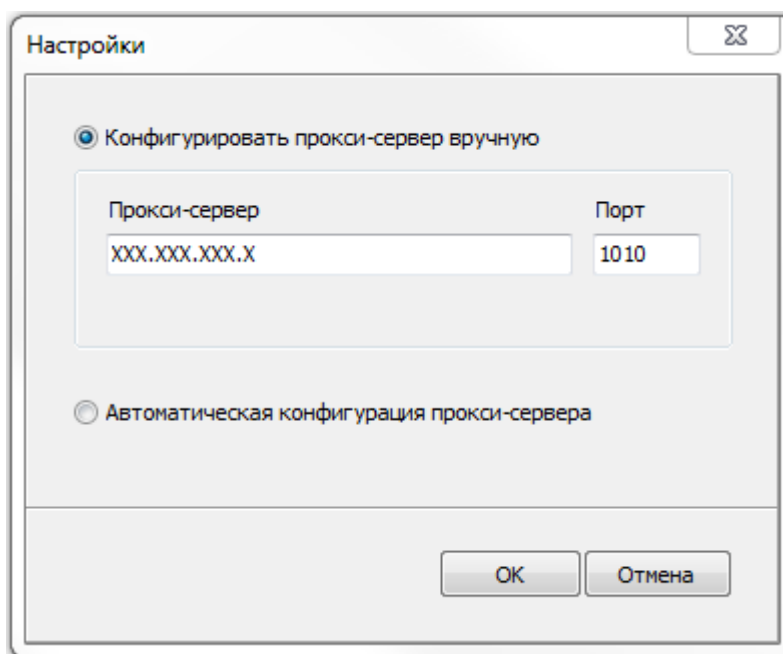 Настройки
Конфигурировать прокси-сервер вручную
Прокси-сервер Порт
XXX.XXX.XXX.X 1010
Автоматическая конфигурация прокси-сервера
OK Отмена